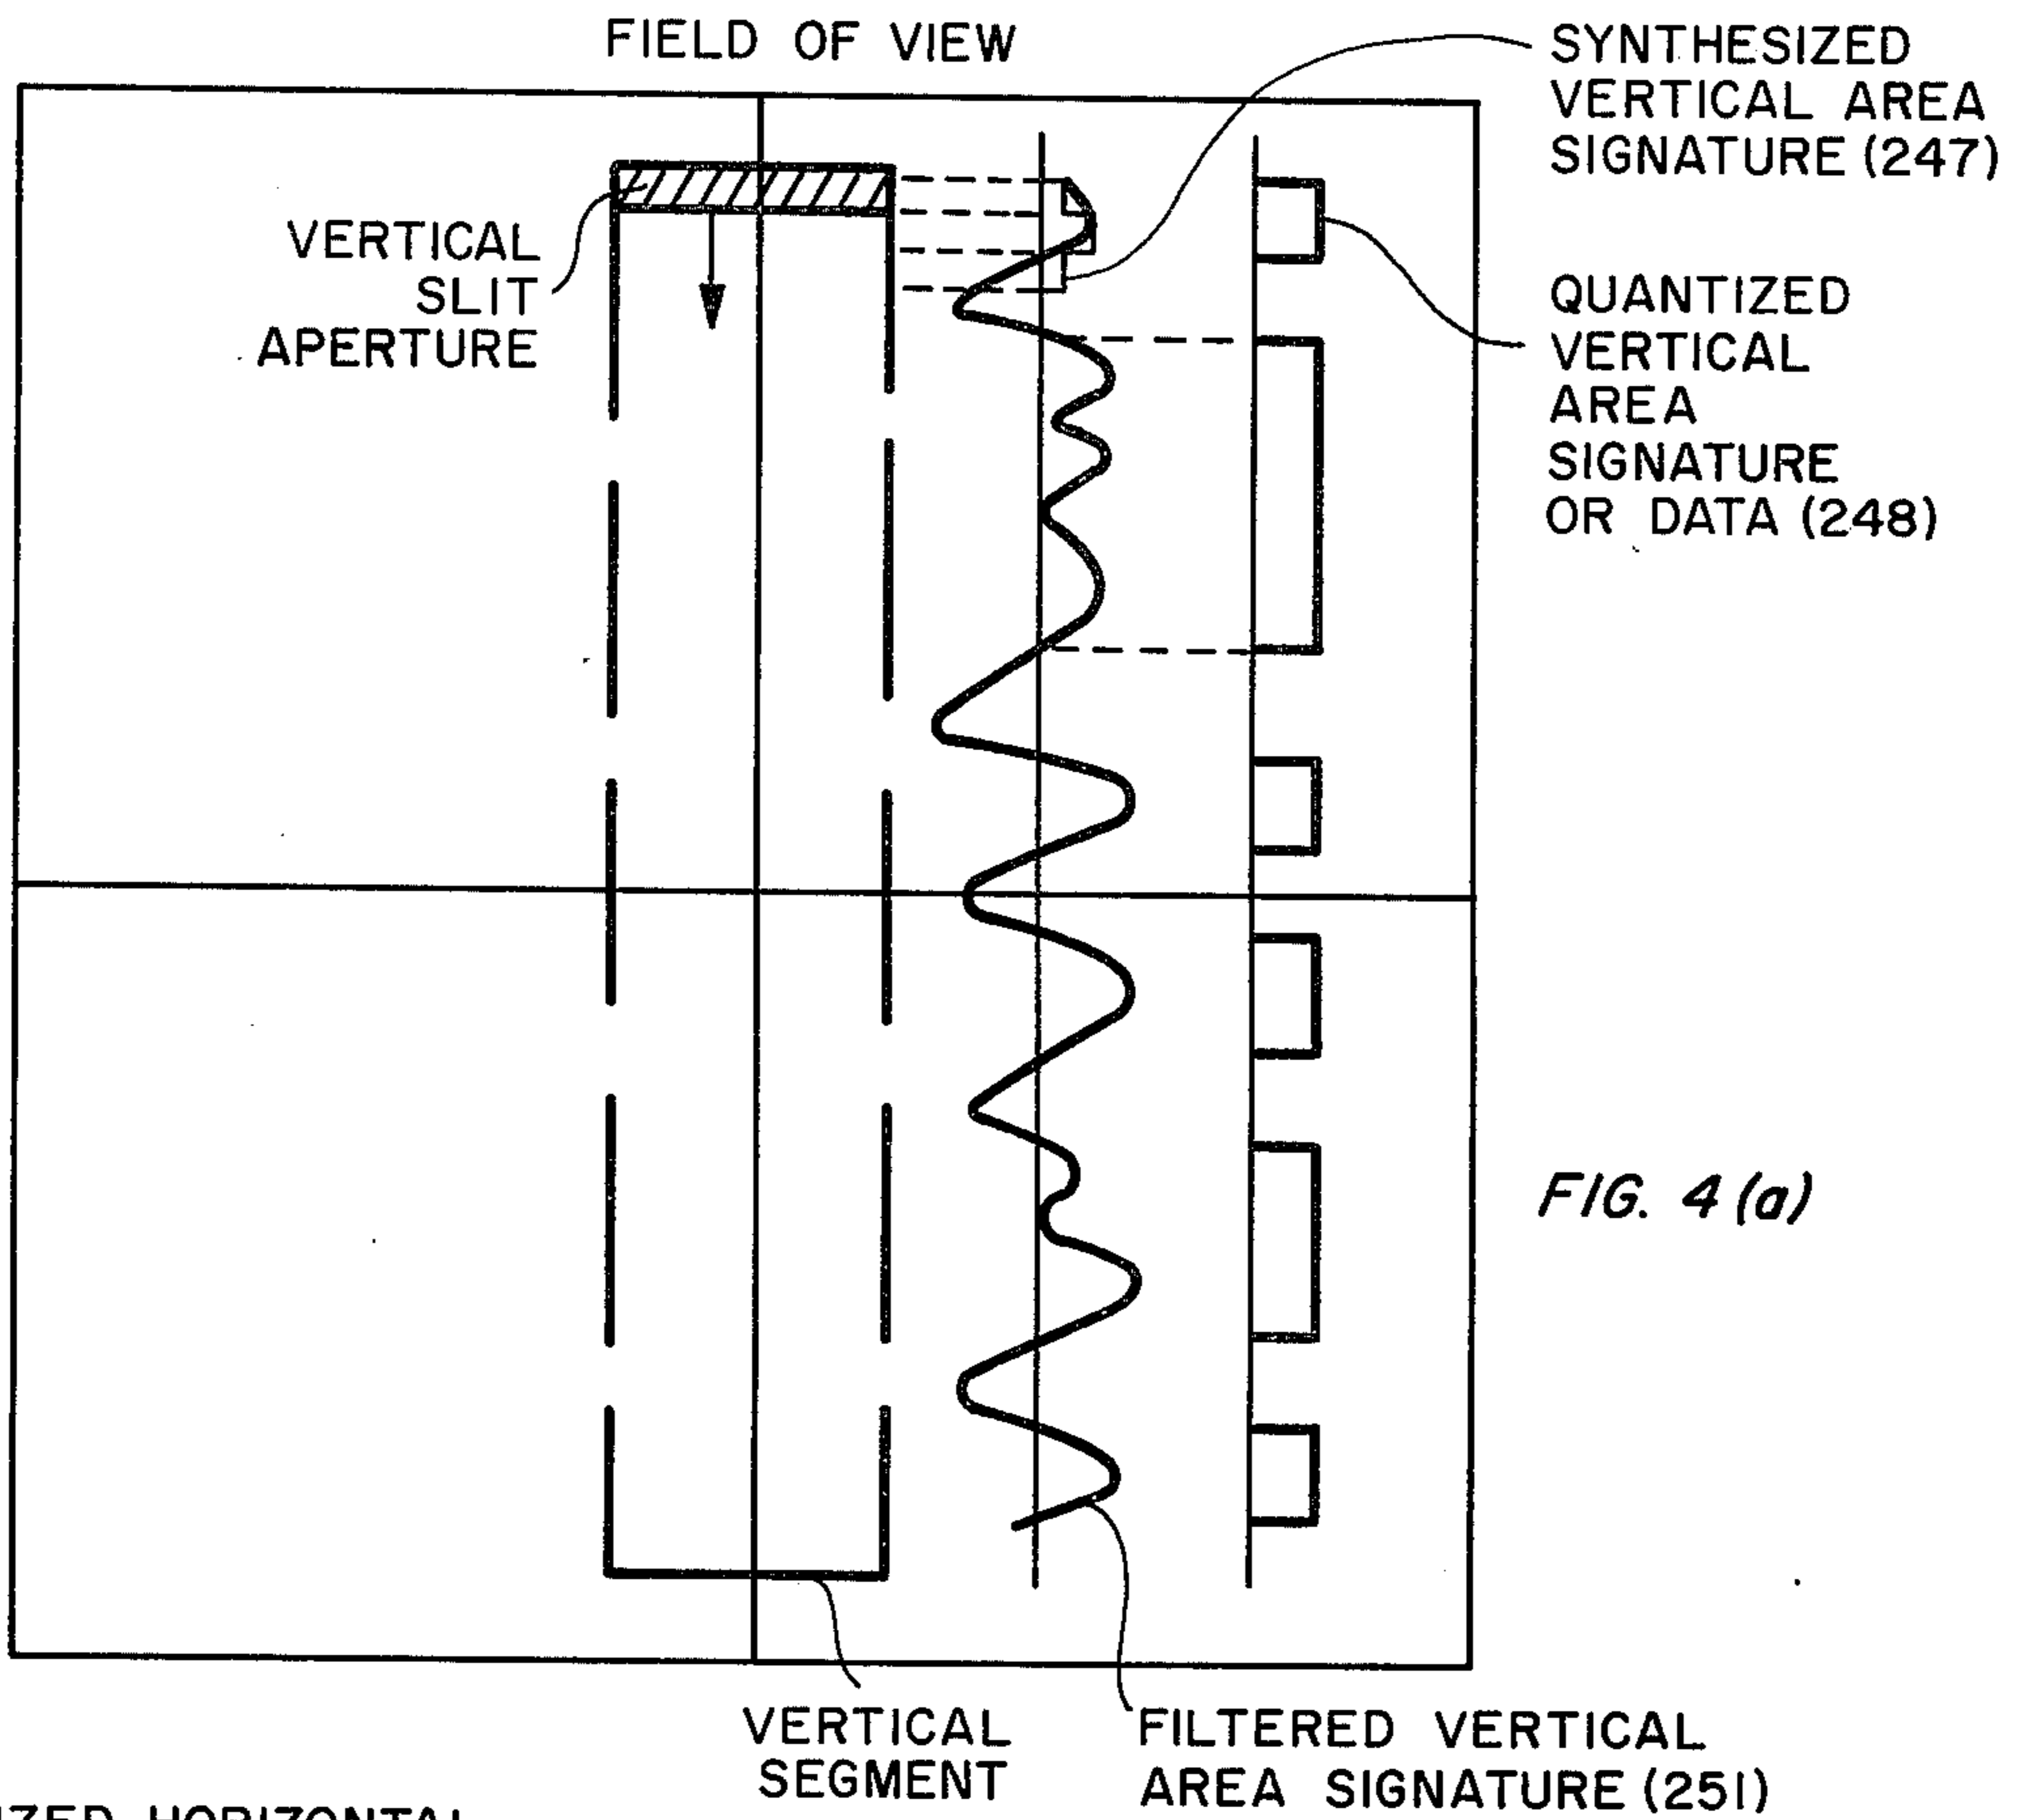 FIELD OF VIEW
SYNTHESIZED
VERTICAL AREA
SIGNATURE (247)
VERTICAL
SLIT
APERTURE
QUANTIZED
VERTICAL
AREA
SIGNATURE
OR DATA (248)
FIG. 4 (a)
VERTICAL
SEGMENT
FILTERED VERTICAL
AREA SIGNATURE (251)
HORIZONTAL